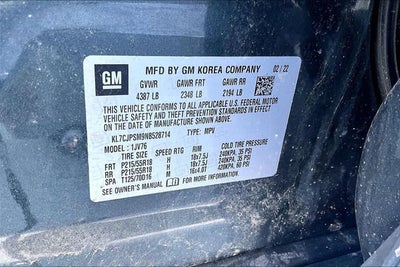 GM
MFD BY GM KOREA COMPANY 02 / 22
GVWR GAWR FRT GAWR RR
4387 LB 2348 LB 2194 LB
THIS VEHICLE CONFORMS TO ALL APPLICABLE U.S. FEDERAL MOTOR
VEHICLE SAFETY AND THEFT PREVENTION STANDARDS IN EFFECT
ON THE DATE OF MANUFACTURE SHOWN ABOVE.
KL7CJPSM9NB528714 TYPE: MPV
MODEL: 1JV76
TIRE SIZE SPEED RTG RIM COLD TIRE PRESSURE
FRT P215/55R18 H 18x7.5J 240KPA, 35 PSI
RR P215/55R18 H 18x7.5J 240KPA, 35 PSI
SPA T125/70D16 M 16x4.0T 420KPA, 60 PSI
SEE OWNER'S MANUAL FOR MORE INFORMATION